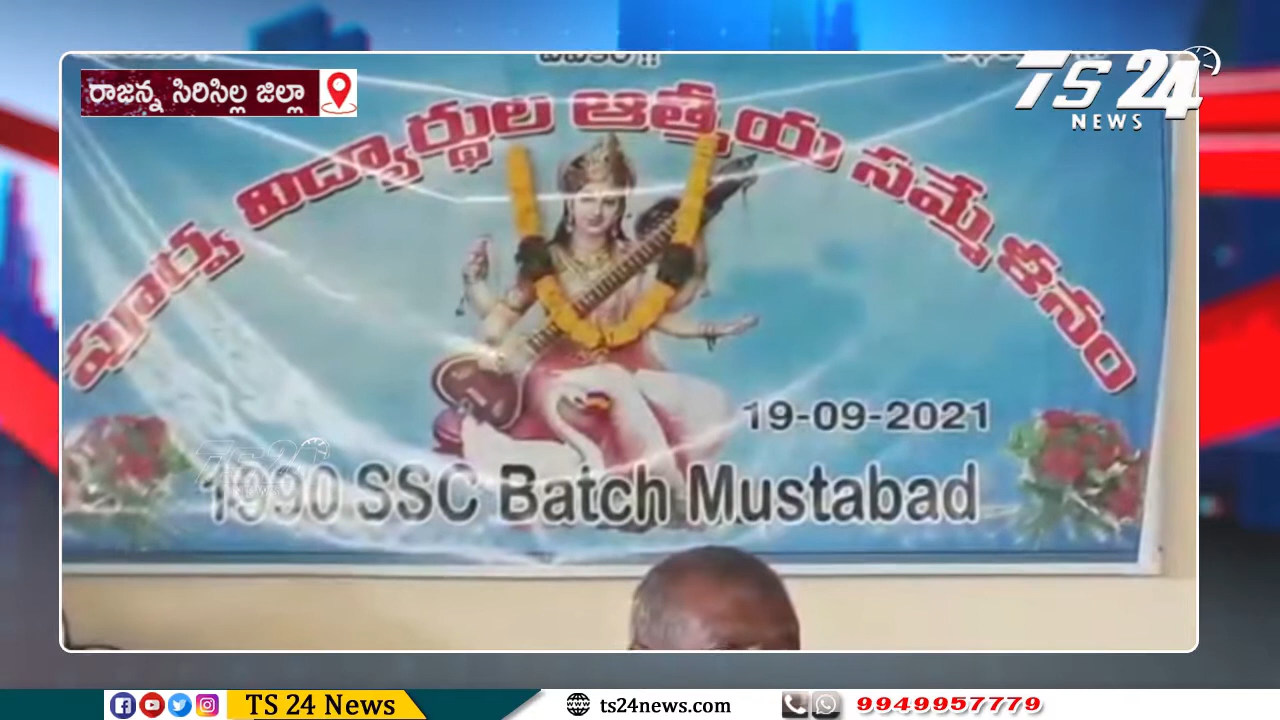 రాజన్న సిరిసిల్ల జిల్లా
TS 24
NEWS
పూర్వ విద్యార్థుల ఆత్మీయ సమ్మేళనం
19-09-2021
1990 SSC Batch Mustabad
TS 24 News
ts24news.com
9949957779